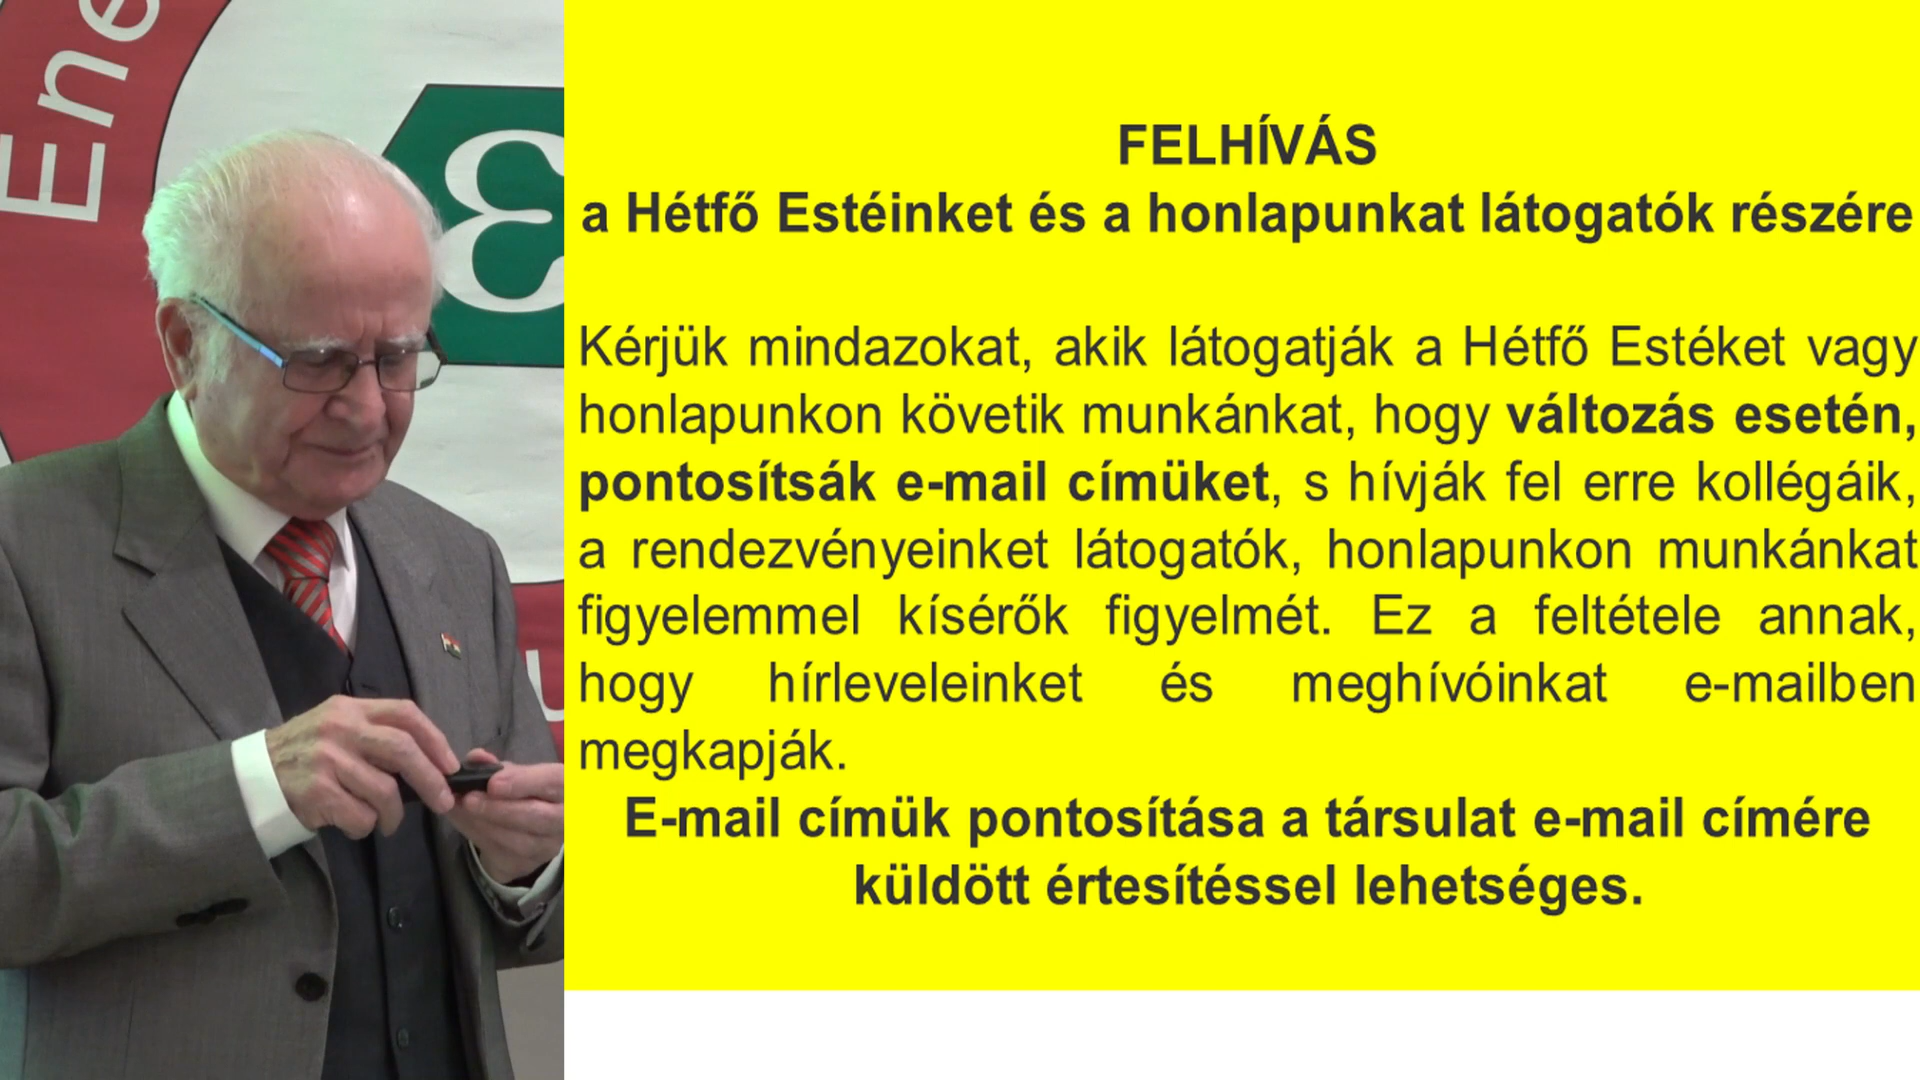 Ene
ε
u
FELHÍVÁS
a Hétfő Estéinket és a honlapunkat látogatók részére
Kérjük mindazokat, akik látogatják a Hétfő Estéket vagy
honlapunkon követik munkánkat, hogy változás esetén,
pontosítsák e-mail címüket, s hívják fel erre kollégáik,
a rendezvényeinket látogatók, honlapunkon munkánkat
figyelemmel kísérők figyelmét. Ez a feltétele annak,
hogy hírleveleinket és meghívóinkat e-mailben
megkapják.
E-mail címük pontosítása a társulat e-mail címére
küldött értesítéssel lehetséges.